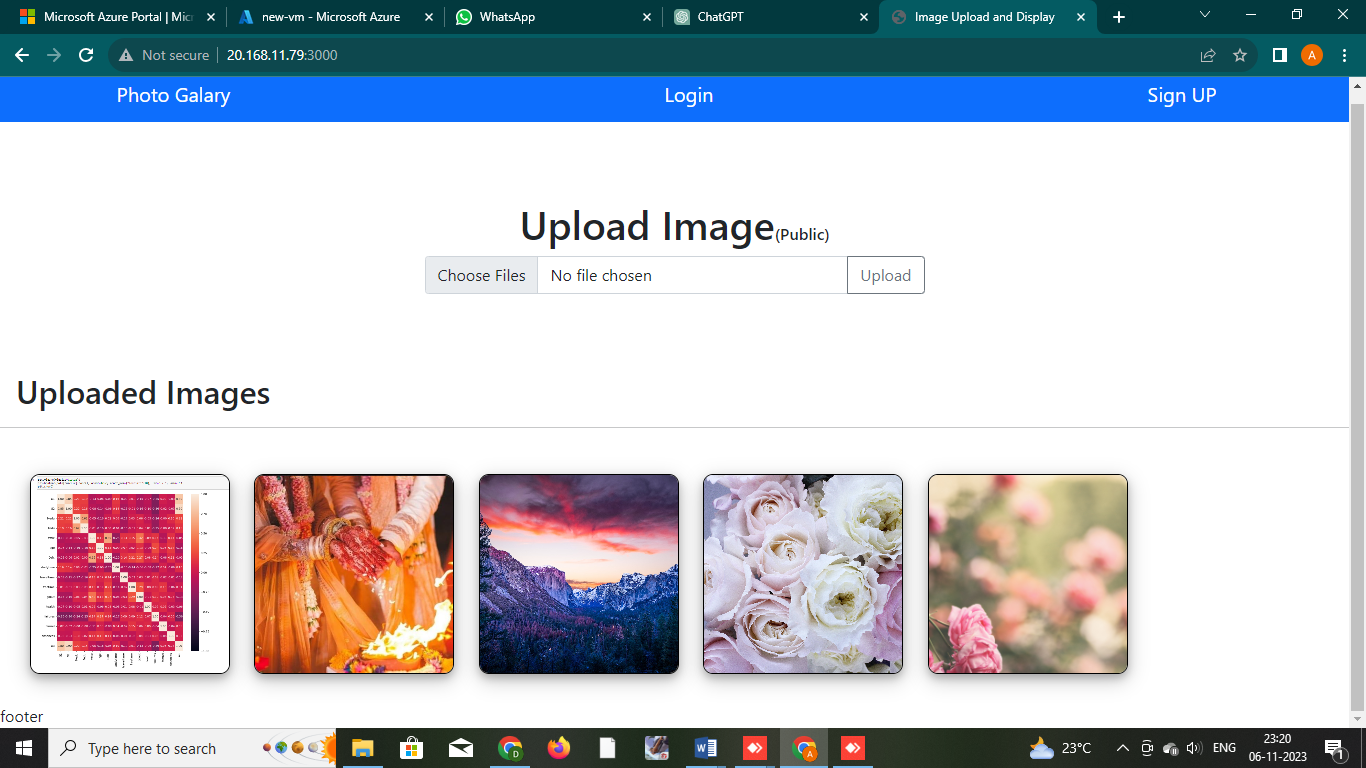 Microsoft Azure Portal | Micr
new-vm - Microsoft Azure
WhatsApp
ChatGPT
Image Upload and Display
Not secure
20.168.11.79:3000
A
Photo Galary
Login
Sign UP
Upload Image(Public)
Choose Files
No file chosen
Upload
Uploaded Images
footer
Type here to search
D
A
23°C
ENG
23:20
06-11-2023
1